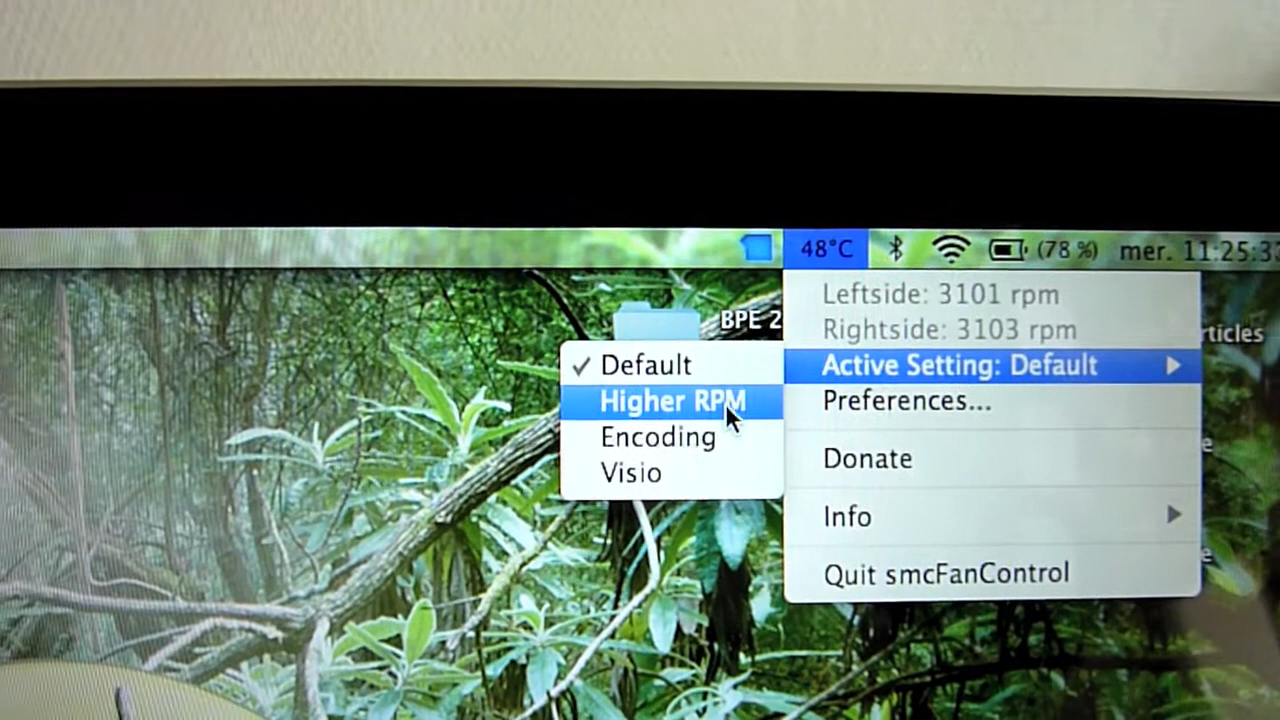 48°C (78 %) mer. 11:25:3
Leftside: 3101 rpm
BPE 2
Rightside: 3103 rpm
rticles
Default
Active Setting: Default
Higher RPM
Preferences...
Encoding
Donate
Visio
Info
Quit smcFanControl